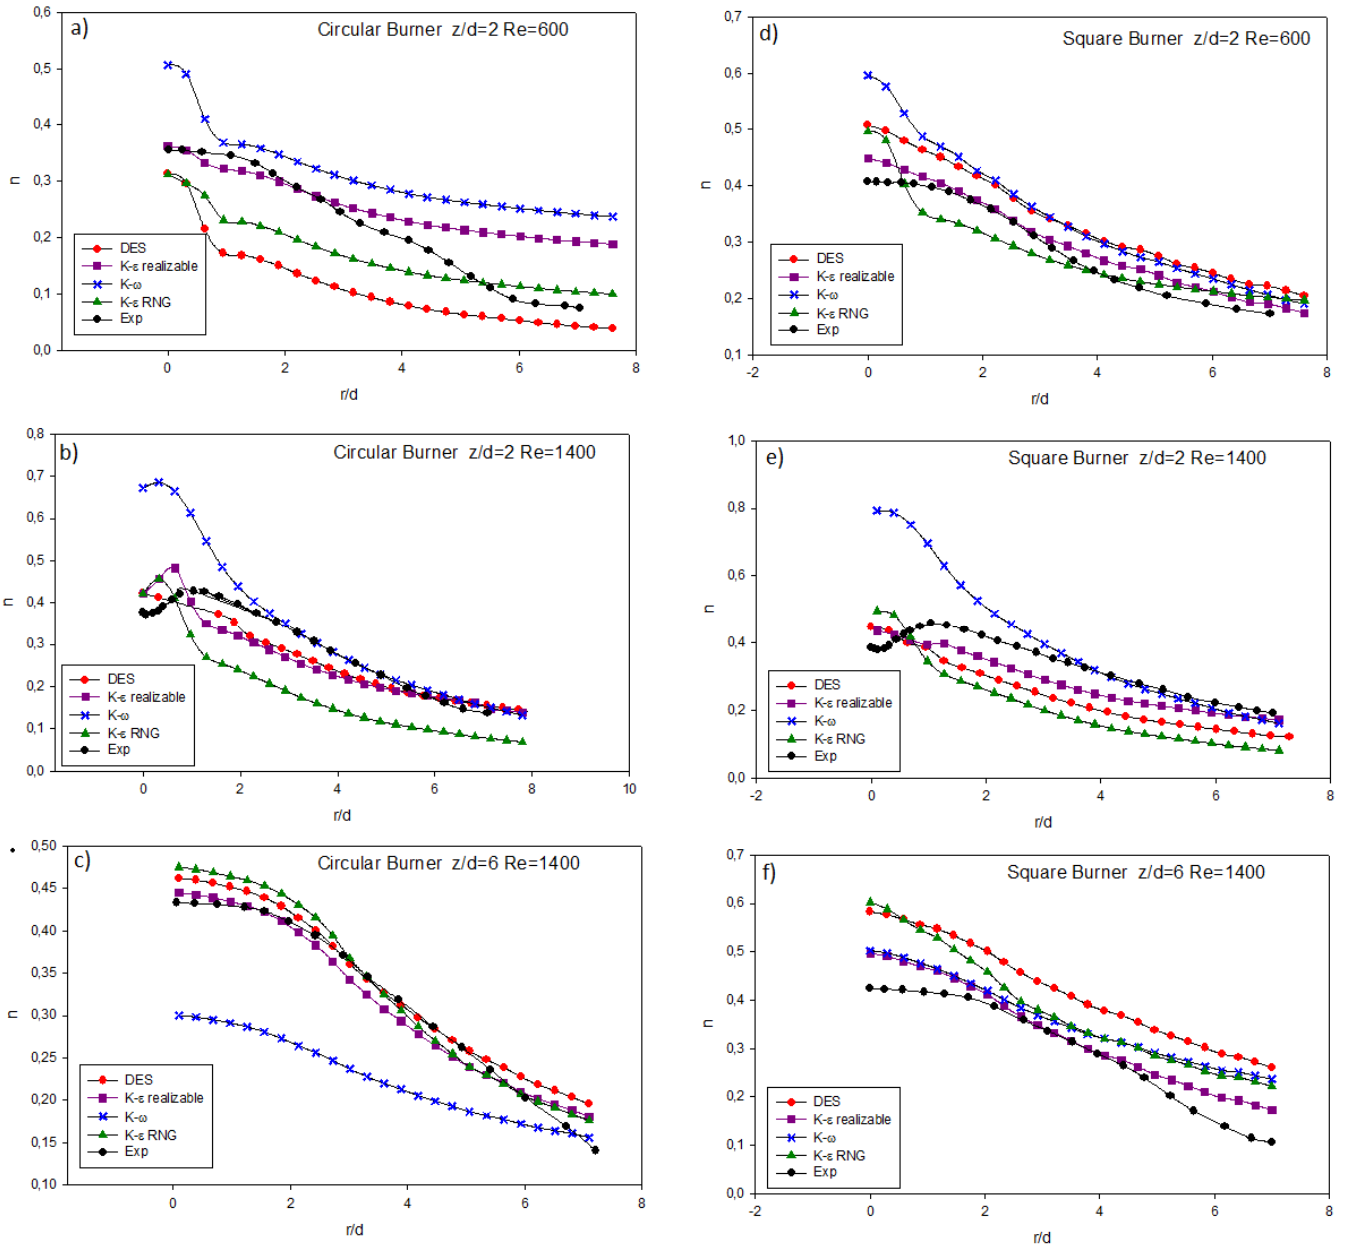 a)
Circular Burner z/d=2 Re=600
0,6
0,5
0,4
0,3
0,2
0,1
0,0
n
DES
K-ε realizable
K-ω
K-ε RNG
Exp
0
2
4
6
8
r/d
d)
Square Burner z/d=2 Re=600
0,7
0,6
0,5
0,4
0,3
0,2
0,1
n
DES
K-ε realizable
K-ω
K-ε RNG
Exp
-2
0
2
4
6
8
r/d
b)
Circular Burner z/d=2 Re=1400
0,8
0,7
0,6
0,5
0,4
0,3
0,2
0,1
0,0
n
DES
K-ε realizable
K-ω
K-ε RNG
Exp
0
2
4
6
8
10
r/d
e)
Square Burner z/d=2 Re=1400
1,0
0,8
0,6
0,4
0,2
0,0
n
DES
K-ε realizable
K-ω
K-ε RNG
Exp
-2
0
2
4
6
8
r/d
c)
Circular Burner z/d=6 Re=1400
0,50
0,45
0,40
0,35
0,30
0,25
0,20
0,15
0,10
n
DES
K-ε realizable
K-ω
K-ε RNG
Exp
0
2
4
6
8
r/d
f)
Square Burner z/d=6 Re=1400
0,7
0,6
0,5
0,4
0,3
0,2
0,1
0,0
n
DES
K-ε realizable
K-ω
K-ε RNG
Exp
-2
0
2
4
6
8
r/d